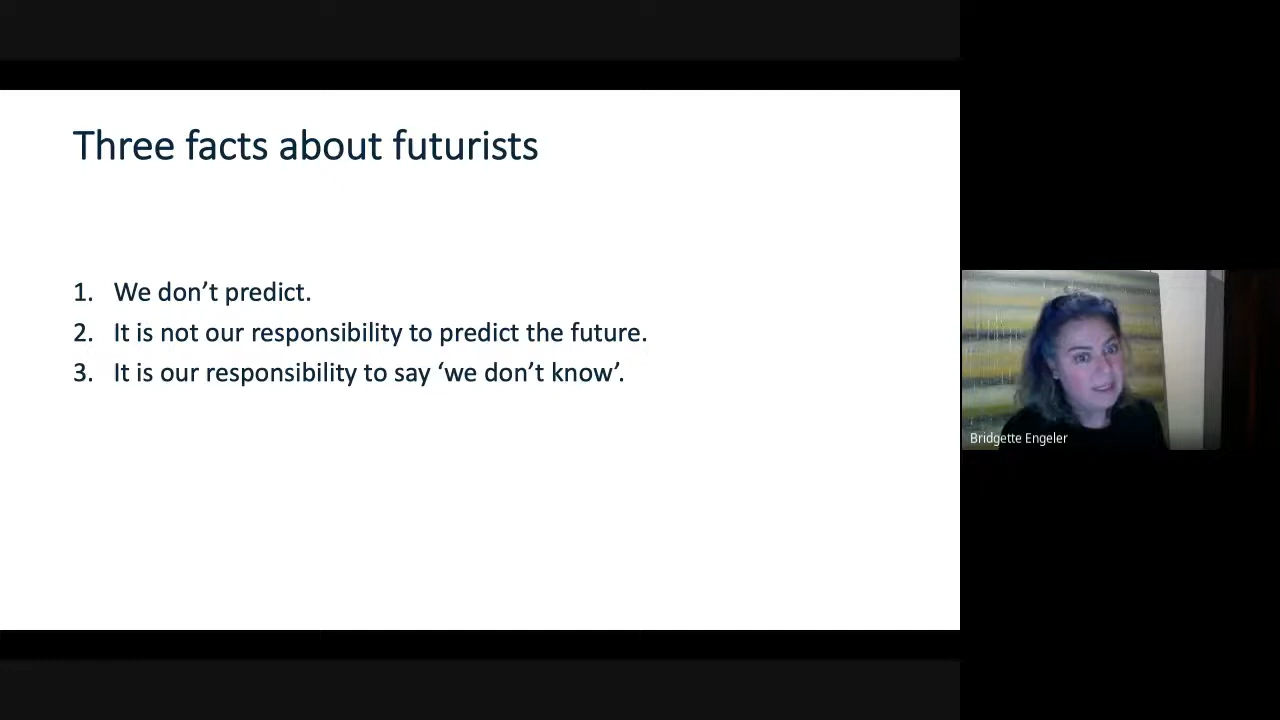 Three facts about futurists
1. We don’t predict.
2. It is not our responsibility to predict the future.
3. It is our responsibility to say ‘we don’t know’.
Bridgette Engeler